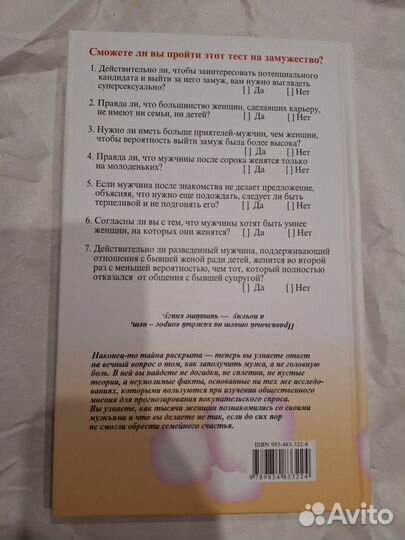 Сможете ли вы пройти этот тест на замужество?
1. Действительно ли, чтобы заинтересовать потенциального
кандидата и выйти за него замуж, вам нужно выглядеть
суперсексуально? [ ] Да [ ] Нет
2. Правда ли, что большинство женщин, сделавших карьеру,
не имеют ни семьи, ни детей? [ ] Да [ ] Нет
3. Нужно ли иметь больше приятелей-мужчин, чем женщин,
чтобы вероятность выйти замуж была более высока?
[ ] Да [ ] Нет
4. Правда ли, что мужчины после сорока женятся только
на молоденьких? [ ] Да [ ] Нет
5. Если мужчина после знакомства не делает предложение,
объясняя, что нужно еще подождать, следует ли быть
терпеливой и не подгонять его? [ ] Да [ ] Нет
6. Согласны ли вы с тем, что мужчины хотят быть умнее
женщин, на которых они женятся? [ ] Да [ ] Нет
7. Действительно ли разведенный мужчина, поддерживающий
отношения с бывшей женой ради детей, женится во второй
раз с меньшей вероятностью, чем тот, который полностью
отказался от общения с бывшей супругой?
[ ] Да [ ] Нет
Правильный ответ на каждый вопрос – нет,
а почему — читайте книгу.
Наконец-то тайна раскрыта — теперь вы узнаете ответ
на вечный вопрос о том, как заполучить мужа, а не головную
боль. В ней вы найдете не догадки, не сплетни, не пустые
теории, а неумолимые факты, основанные на тех же исследо-
ваниях, которыми пользуются при изучении общественного
мнения для прогнозирования покупательского спроса.
Вы узнаете, как тысячи женщин познакомились со своими
мужьями и что вы делаете не так, если до сих пор
не смогли обрести семейного счастья.
ISBN 985-483-322-4
9 789854 833224
Avito